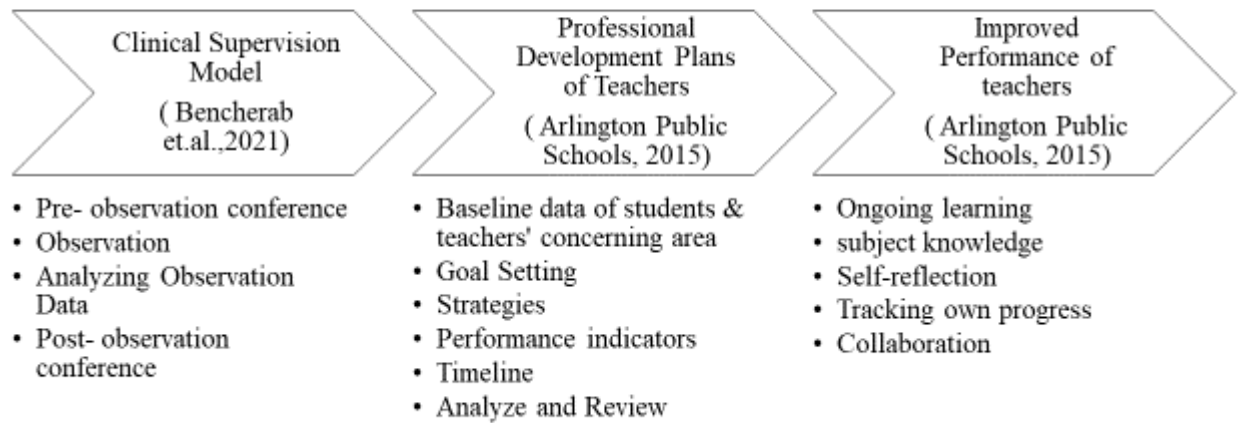 Clinical Supervision
Model
( Bencherab
et.al.,2021)
• Pre- observation conference
• Observation
• Analyzing Observation
Data
• Post- observation
conference
Professional
Development Plans
of Teachers
( Arlington Public
Schools, 2015)
• Baseline data of students &
teachers' concerning area
• Goal Setting
• Strategies
• Performance indicators
• Timeline
• Analyze and Review
Improved
Performance of
teachers
( Arlington Public
Schools, 2015)
• Ongoing learning
• subject knowledge
• Self-reflection
• Tracking own progress
• Collaboration